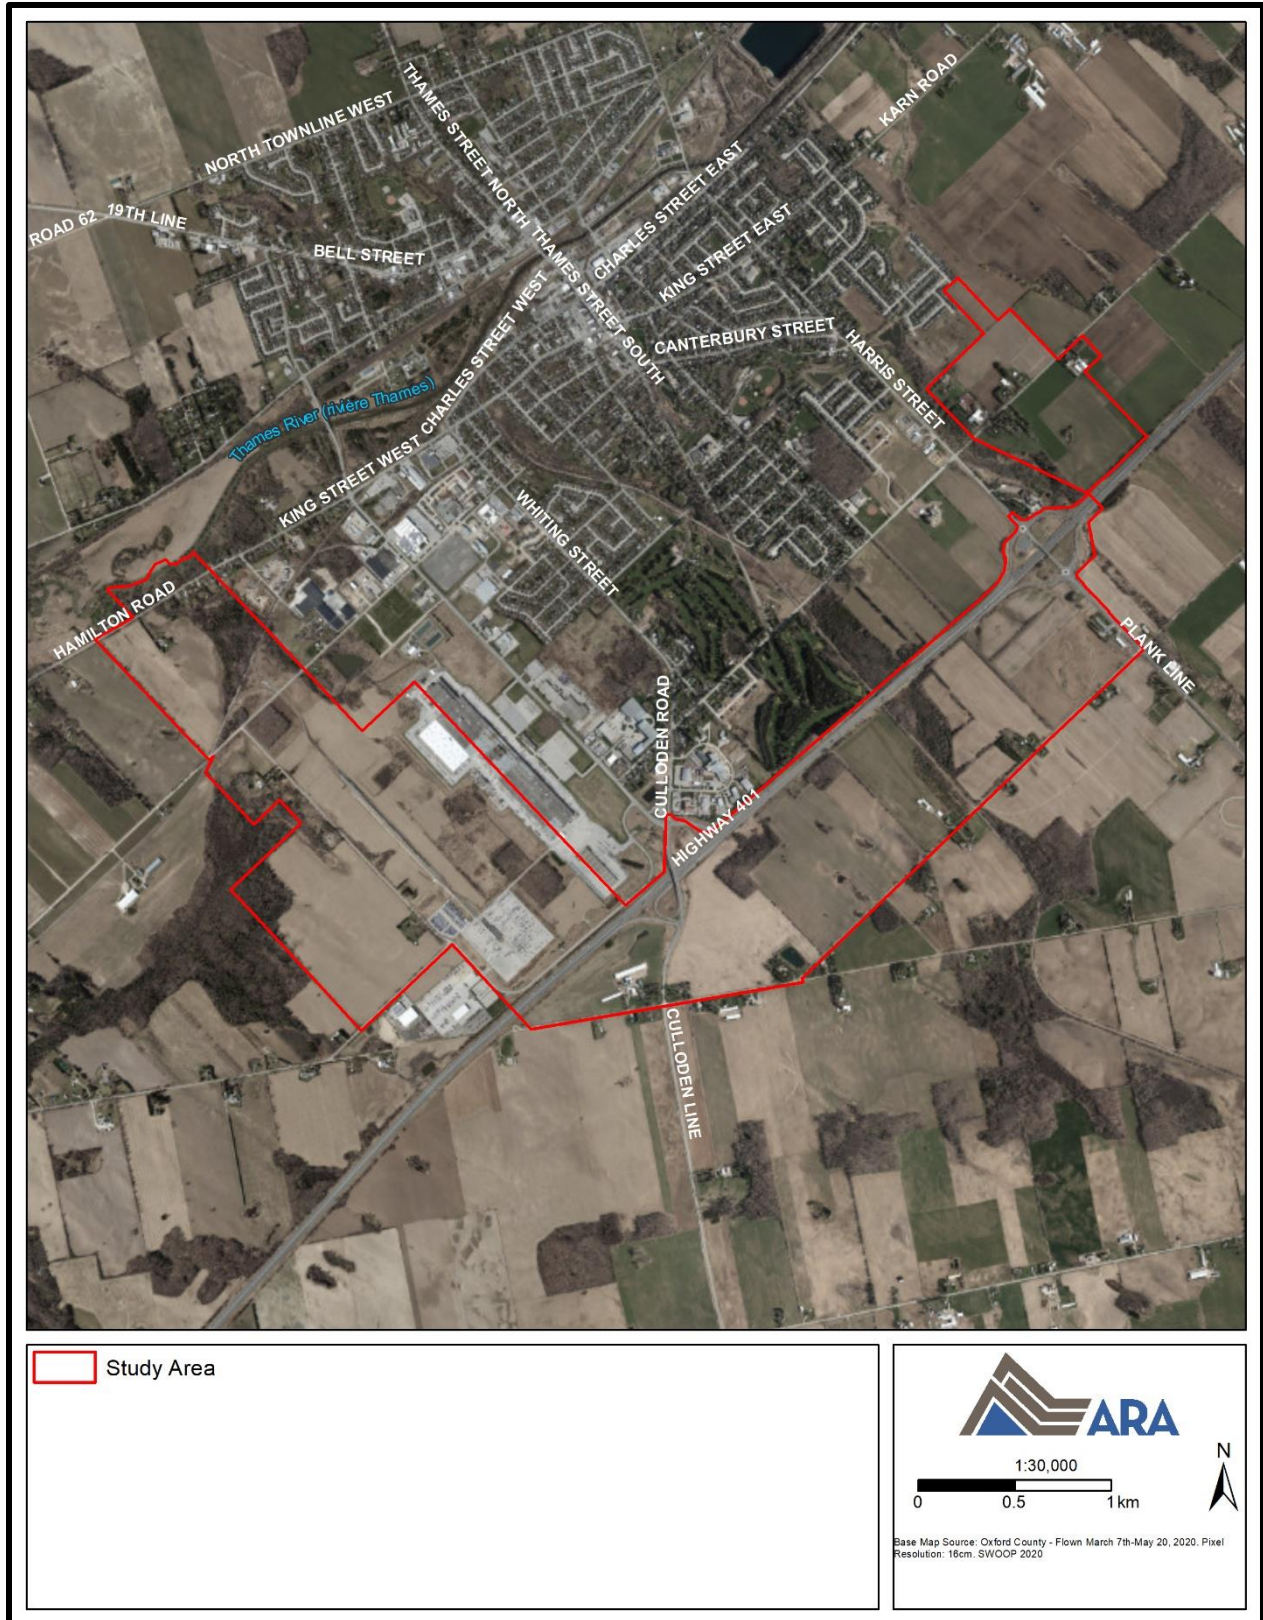 THAMES STREET NORTH
KARN ROAD
NORTH TOWNLINE WEST
CHARLES STREET EAST
ROAD 62
19TH LINE
BELL STREET
KING STREET EAST
THAMES STREET SOUTH
CHARLES STREET WEST
CANTERBURY STREET
HARRIS STREET
Thames River (rivière Thames)
KING STREET WEST
WHITING STREET
HAMILTON ROAD
PLANK LINE
CULLODEN ROAD
HIGHWAY 401
CULLODEN LINE
Study Area
ARA
1:30,000
N
0 0.5 1 km
Base Map Source: Oxford County - Flown March 7th-May 20, 2020. Pixel
Resolution: 16cm. SWOOP 2020